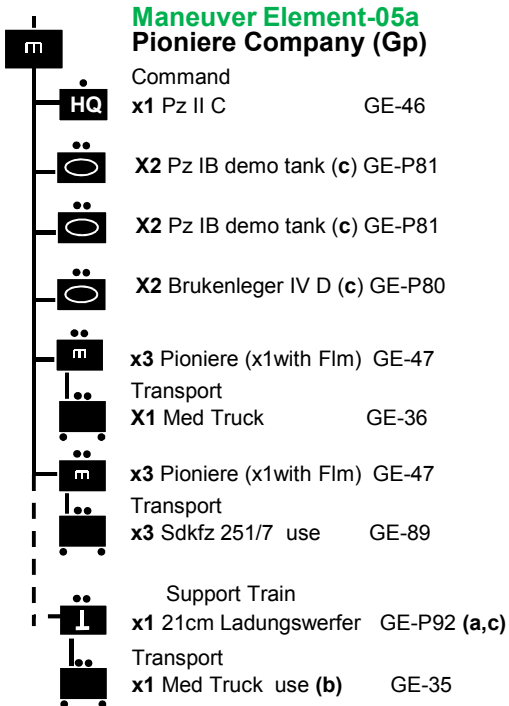 Maneuver Element-05a
Pioniere Company (Gp)
Command
HQ x1 Pz II C GE-46
X2 Pz IB demo tank (c) GE-P81
X2 Pz IB demo tank (c) GE-P81
X2 Brukenleger IV D (c) GE-P80
x3 Pioniere (x1with Flm) GE-47
Transport
X1 Med Truck GE-36
x3 Pioniere (x1with Flm) GE-47
Transport
x3 Sdkfz 251/7 use GE-89
Support Train
x1 21cm Ladungswerfer GE-P92 (a,c)
Transport
x1 Med Truck use (b) GE-35